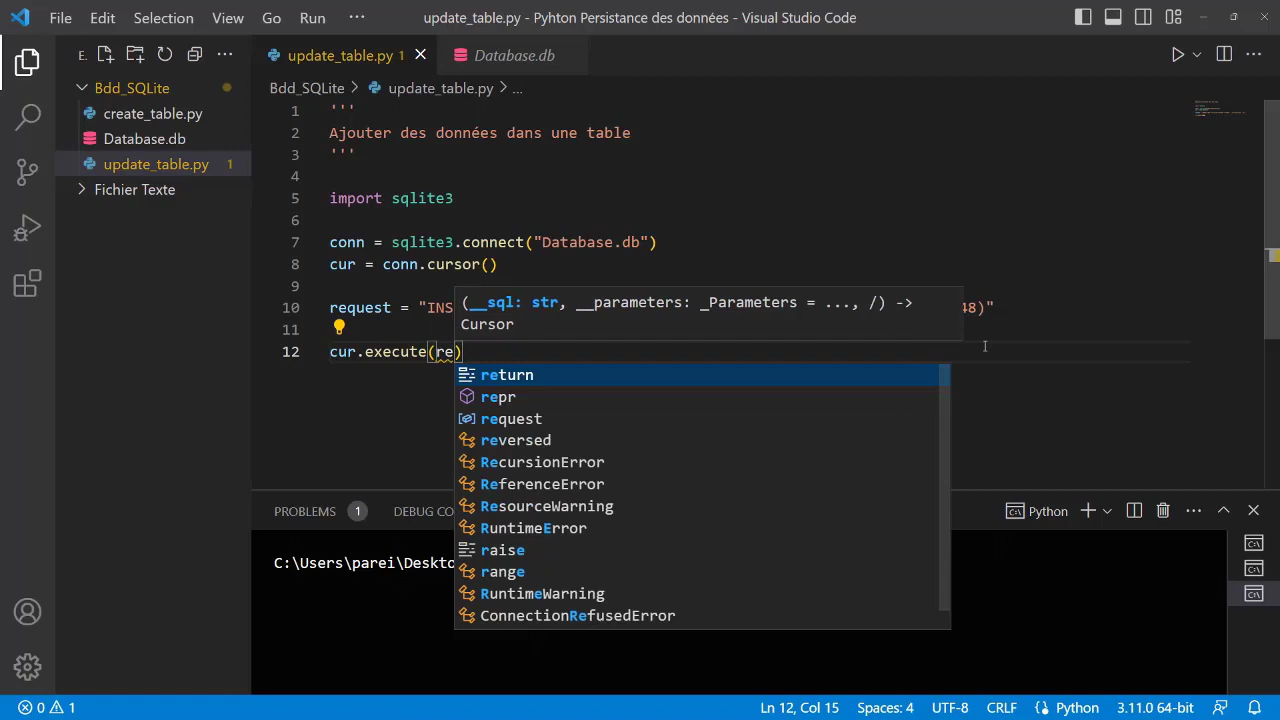 File Edit Selection View Go Run ··· update_table.py - Pyhton Persistance des données - Visual Studio Code
E. ···
update_table.py 1
Database.db
Bdd_SQLite
create_table.py
Database.db
update_table.py 1
Fichier Texte
Bdd_SQLite > update_table.py > ...
1 '''
2 Ajouter des données dans une table
3 '''
4
5 import sqlite3
6
7 conn = sqlite3.connect("Database.db")
8 cur = conn.cursor()
9
10 request = "INS 48)"
11
12 cur.execute(re)
(__sql: str, __parameters: _Parameters = ..., /) ->
Cursor
return
repr
request
reversed
RecursionError
ReferenceError
ResourceWarning
RuntimeError
raise
range
RuntimeWarning
ConnectionRefusedError
PROBLEMS 1 DEBUG CO Python
C:\Users\parei\Deskto
0 1 Ln 12, Col 15 Spaces: 4 UTF-8 CRLF Python 3.11.0 64-bit